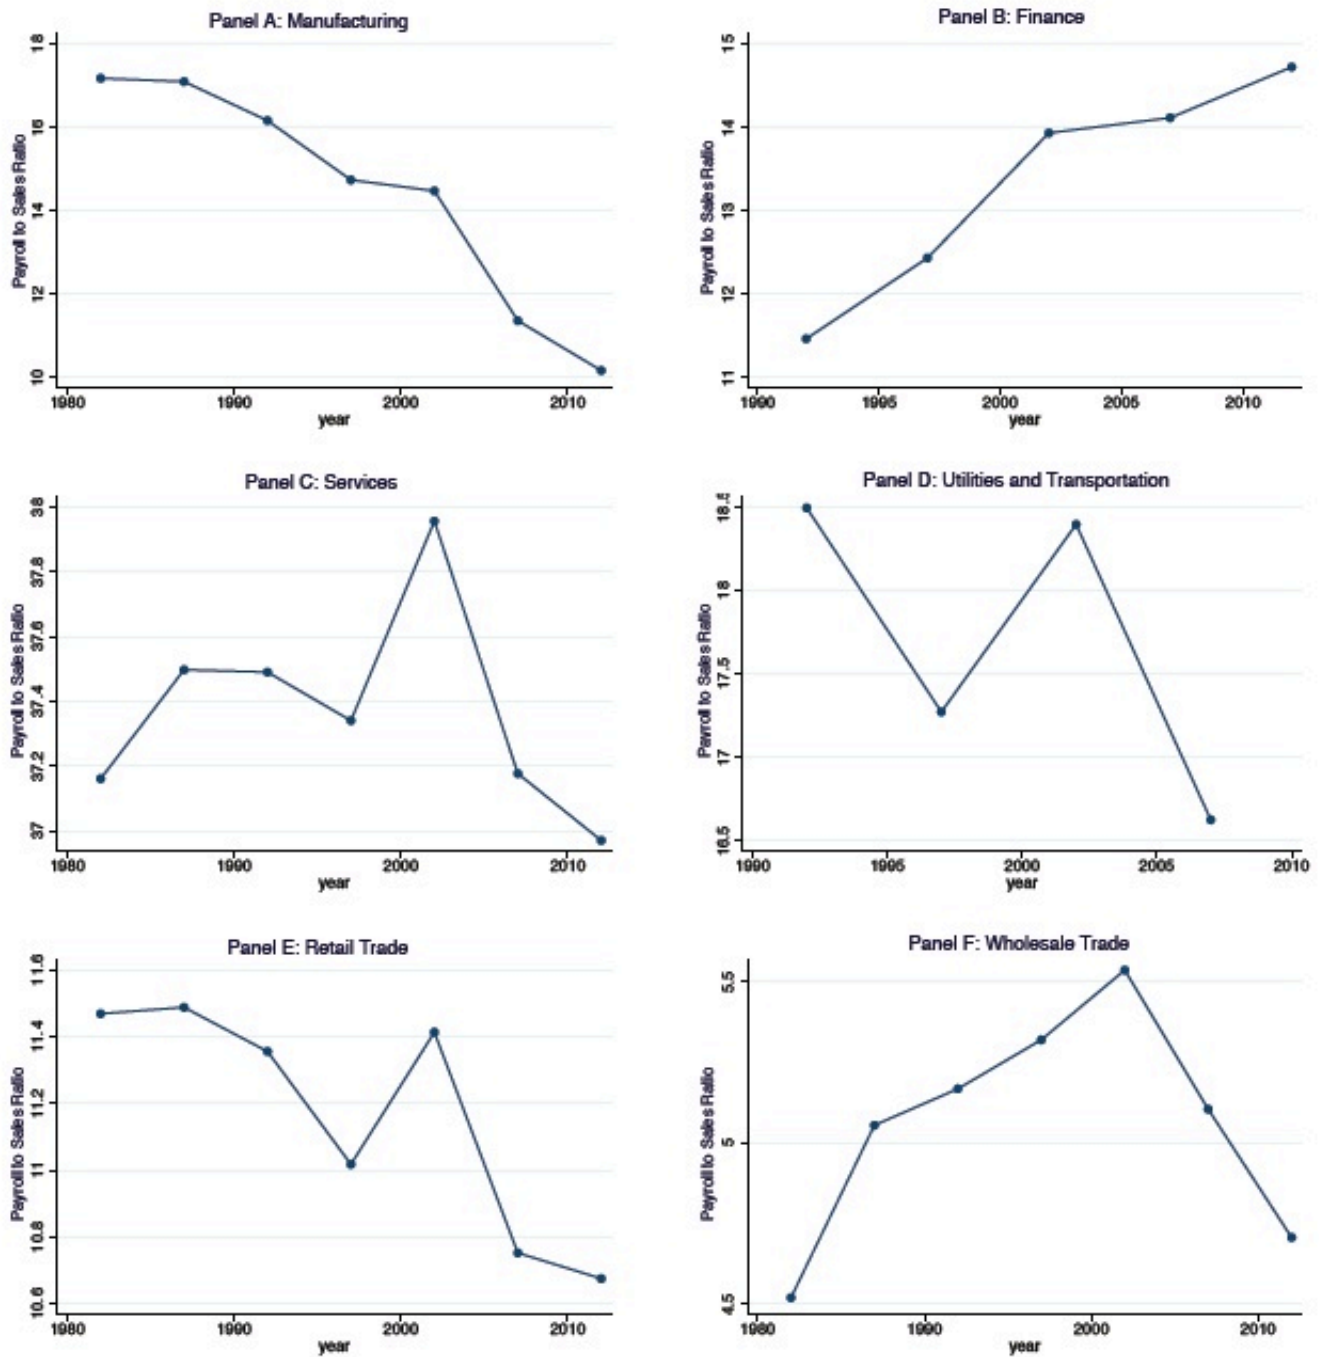 Panel A: Manufacturing
Payroll to Sales Ratio
18
16
14
12
10
1980 1990 2000 2010
year
Panel B: Finance
Payroll to Sales Ratio
15
14
13
12
11
1990 1995 2000 2005 2010
year
Panel C: Services
Payroll to Sales Ratio
38
37.8
37.6
37.4
37.2
37
1980 1990 2000 2010
year
Panel D: Utilities and Transportation
Payroll to Sales Ratio
18.5
18
17.5
17
16.5
1990 1995 2000 2005 2010
year
Panel E: Retail Trade
Payroll to Sales Ratio
11.6
11.4
11.2
11
10.8
10.6
1980 1990 2000 2010
year
Panel F: Wholesale Trade
Payroll to Sales Ratio
5.5
5
4.5
1980 1990 2000 2010
year